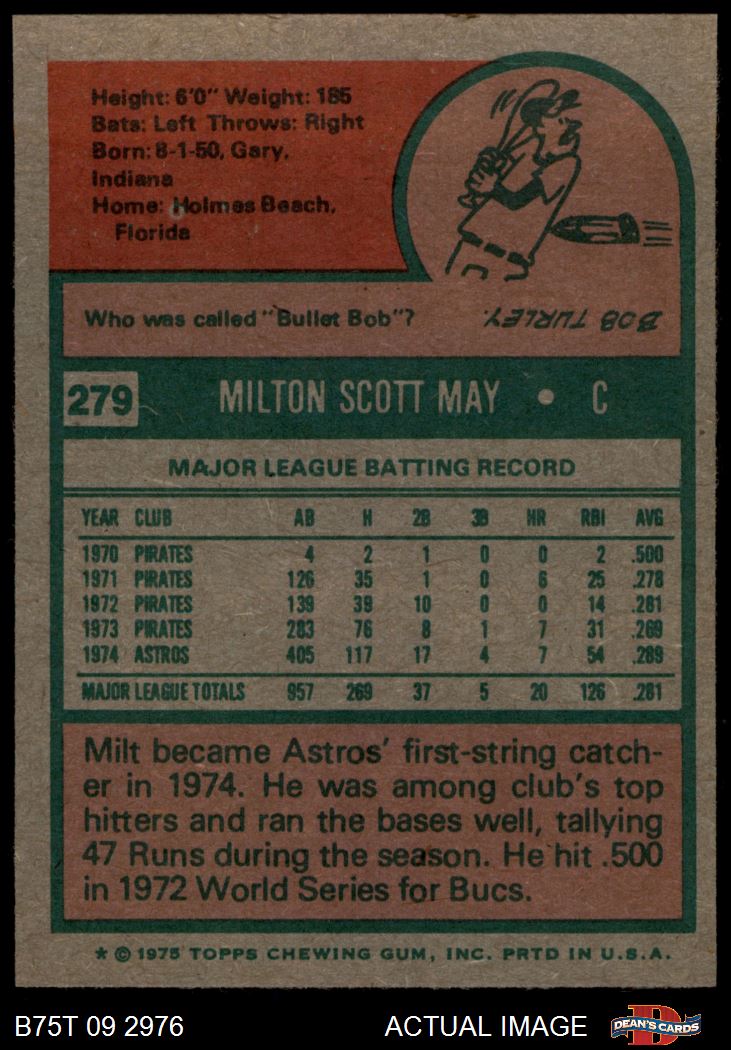 Height: 6'0" Weight: 185
Bats: Left Throws: Right
Born: 8-1-50, Gary,
Indiana
Home: Holmes Beach,
Florida
Who was called "Bullet Bob"?
BOB TURLEY.
279 MILTON SCOTT MAY • C
MAJOR LEAGUE BATTING RECORD
YEAR CLUB AB H 2B 3B HR RBI AVG
1970 PIRATES 4 2 1 0 0 2 .500
1971 PIRATES 126 35 1 0 6 25 .278
1972 PIRATES 139 39 10 0 0 14 .281
1973 PIRATES 283 76 8 1 7 31 .269
1974 ASTROS 405 117 17 4 7 54 .289
MAJOR LEAGUE TOTALS 957 269 37 5 20 126 .281
Milt became Astros' first-string catch-
er in 1974. He was among club's top
hitters and ran the bases well, tallying
47 Runs during the season. He hit .500
in 1972 World Series for Bucs.
* © 1975 TOPPS CHEWING GUM, INC. PRTD IN U.S.A.
B75T 09 2976 ACTUAL IMAGE DEAN'S CARDS